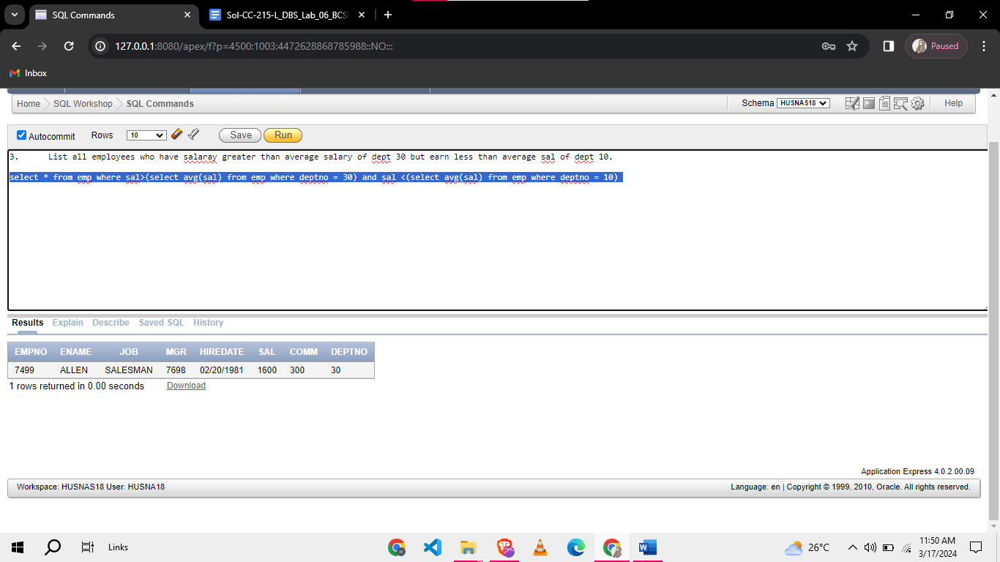 SQL Commands
Sol-CC-215-L_DBS_Lab_06_BCS
127.0.0.1:8080/apex/f?p=4500:1003:4472628868785988::NO:::
Paused
Inbox
Home SQL Workshop SQL Commands Schema HUSNAS18 Help
Autocommit Rows 10 Save Run
3. List all employees who have salaray greater than average salary of dept 30 but earn less than average sal of dept 10.
select * from emp where sal>(select avg(sal) from emp where deptno = 30) and sal <(select avg(sal) from emp where deptno = 10)
Results Explain Describe Saved SQL History
EMPNO ENAME JOB MGR HIREDATE SAL COMM DEPTNO
7499 ALLEN SALESMAN 7698 02/20/1981 1600 300 30
1 rows returned in 0.00 seconds Download
Application Express 4.0.2.00.09
Workspace: HUSNAS18 User: HUSNA18 Language: en | Copyright © 1999, 2010, Oracle. All rights reserved.
Links 26°C 11:50 AM
3/17/2024